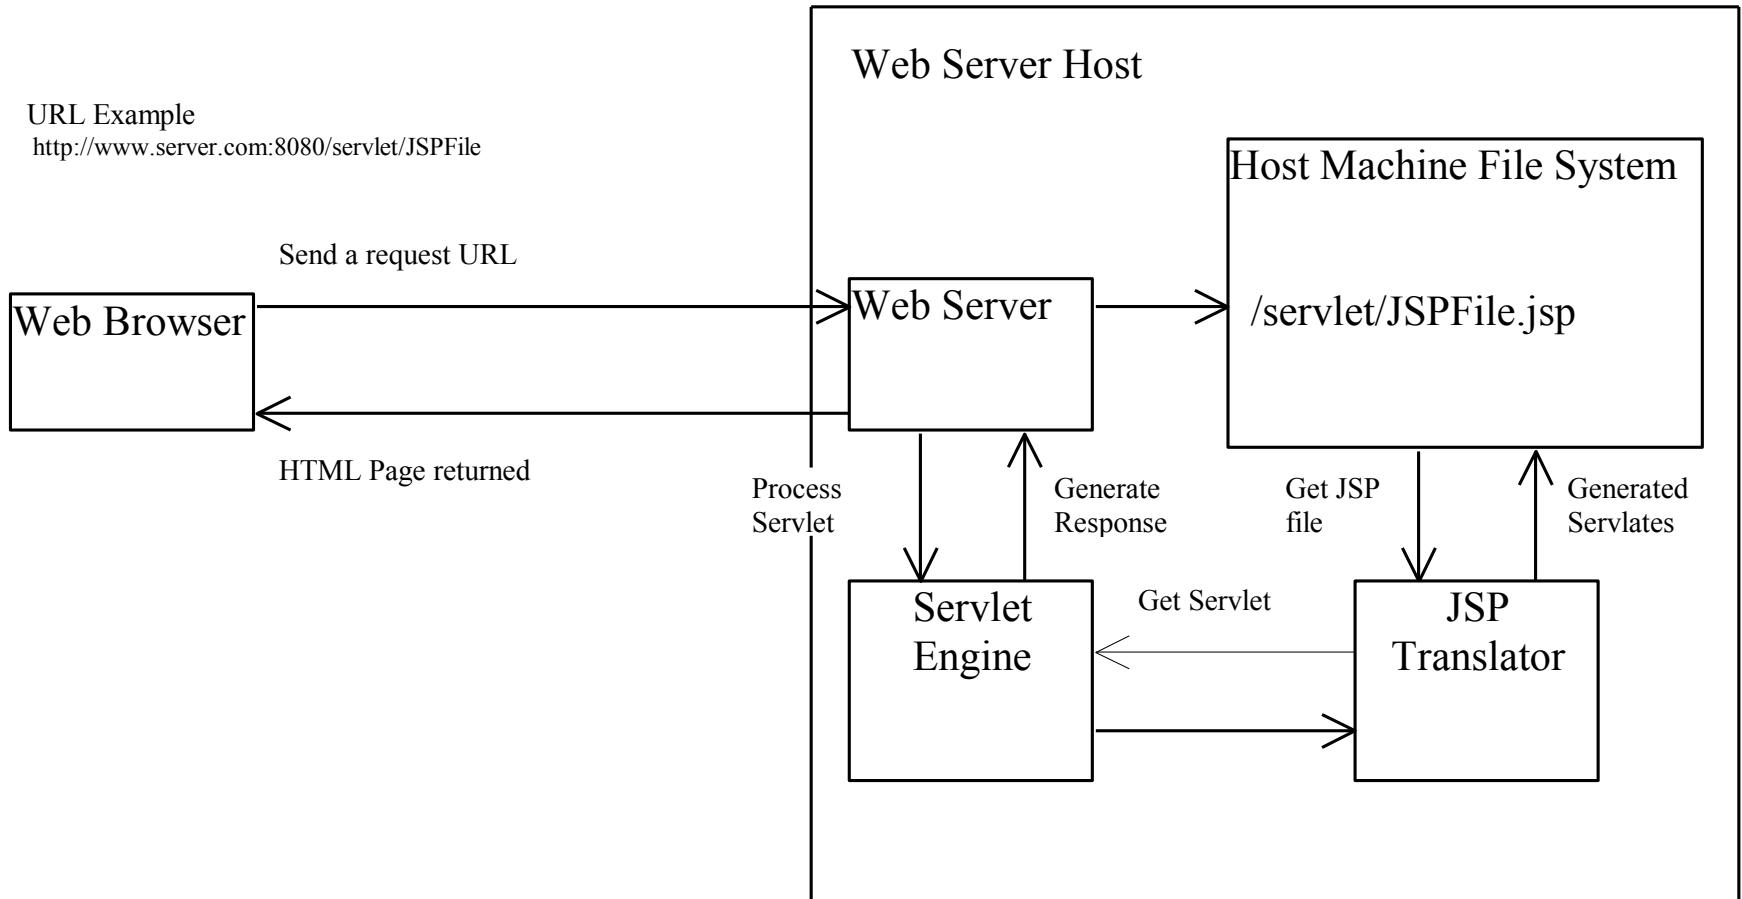 Web Server Host
URL Example
http://www.server.com:8080/servlet/JSPFile
Host Machine File System
Send a request URL
Web Browser
Web Server
/servlet/JSPFile.jsp
HTML Page returned
Process
Servlet
Generate
Response
Get JSP
file
Generated
Servlates
Servlet
Engine
Get Servlet
JSP
Translator